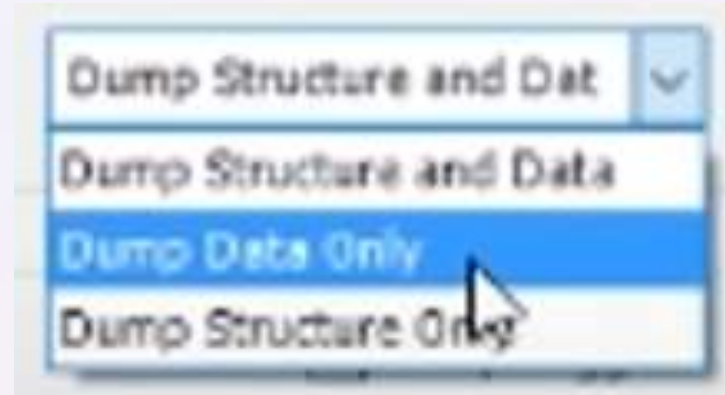 Dump Structure and Dat
Dump Structure and Data
Dump Data Only
Dump Structure Only